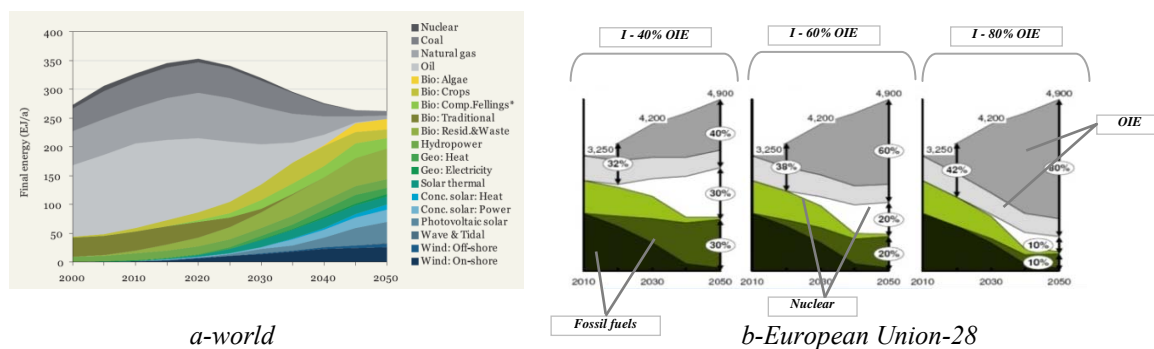 400
350
300
250
200
150
100
50
0
Final energy (EJ/a)
2000
2010
2020
2030
2040
2050
Nuclear
Coal
Natural gas
Oil
Bio: Algae
Bio: Crops
Bio: Comp.Fellings*
Bio: Traditional
Bio: Resid.&Waste
Hydropower
Geo: Heat
Geo: Electricity
Solar thermal
Conc. solar: Heat
Conc. solar: Power
Photovoltaic solar
Wave & Tidal
Wind: Off-shore
Wind: On-shore
a-world
I - 40% OIE
4,900
4,200
3,250
40%
32%
30%
30%
2010
2030
2050
I - 60% OIE
4,900
4,200
3,250
60%
38%
20%
20%
2010
2030
2050
I - 80% OIE
4,900
4,200
3,250
80%
42%
10%
10%
2010
2030
2050
OIE
Nuclear
Fossil fuels
b-European Union-28